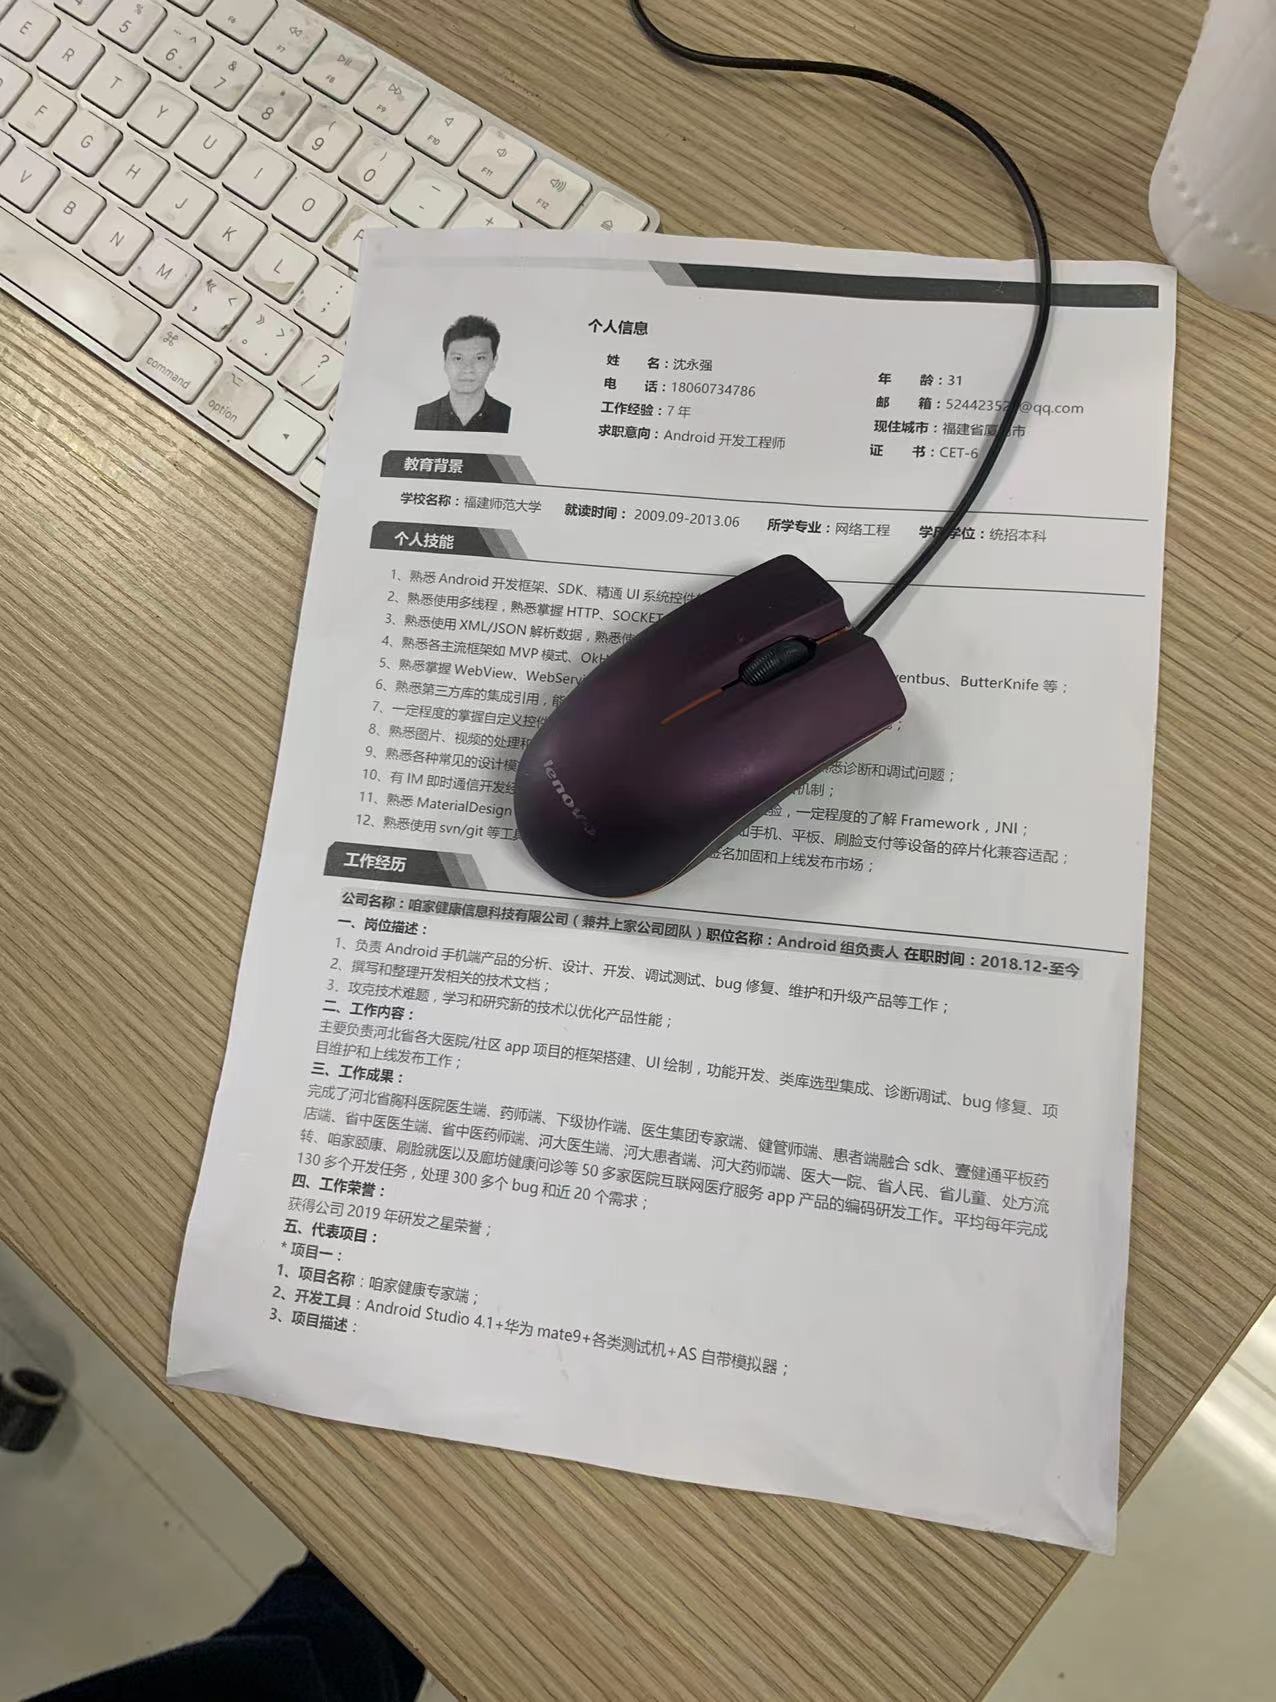 E
R
T
Y
U
I
O
F
G
H
J
K
L
V
B
N
M
4
5
6
7
8
9
0
F7
F8
F9
F10
F11
F12
command
option
个人信息
姓 名：沈永强
年 龄：31
电 话：18060734786
邮 箱：52442352 @qq.com
工作经验：7 年
现住城市：福建省 市
求职意向：Android 开发工程师
证 书：CET-6
教育背景
学校名称：福建师范大学 就读时间： 2009.09-2013.06 所学专业：网络工程 学 学位：统招本科
个人技能
1、熟悉 Android 开发框架、SDK、精通 UI 系统控件
2、熟悉使用多线程，熟悉掌握 HTTP、SOCKET
3、熟悉使用 XML/JSON 解析数据，熟悉
4、熟悉各主流框架如 MVP 模式、OkH ventbus、ButterKnife 等；
5、熟悉掌握 WebView、WebServi
6、熟悉第三方库的集成引用，能 ；
7、一定程度的掌握自定义控件
8、熟悉图片、视频的处理和 悉诊断和调试问题；
9、熟悉各种常见的设计模 机制；
10、有 IM 即时通信开发经 验，一定程度的了解 Framework，JNI；
11、熟悉 MaterialDesign 如手机、平板、刷脸支付等设备的碎片化兼容适配；
12、熟悉使用 svn/git 等工具 签名加固和上线发布市场；
lenovo
工作经历
公司名称：咱家健康信息科技有限公司（兼并上家公司团队）职位名称：Android 组负责人 在职时间：2018.12-至今
一、岗位描述：
1、负责 Android 手机端产品的分析、设计、开发、调试测试、bug 修复、维护和升级产品等工作；
2、撰写和整理开发相关的技术文档；
3、攻克技术难题，学习和研究新的技术以优化产品性能；
二、工作内容：
主要负责河北省各大医院/社区 app 项目的框架搭建、UI 绘制，功能开发、类库选型集成、诊断调试、bug 修复、项
目维护和上线发布工作；
三、工作成果：
完成了河北省胸科医院医生端、药师端、下级协作端、医生集团专家端、健管师端、患者端融合 sdk、壹健通平板药
店端、省中医医生端、省中医药师端、河大医生端、河大患者端、河大药师端、医大一院、省人民、省儿童、处方流
转、咱家颐康、刷脸就医以及廊坊健康问诊等 50 多家医院互联网医疗服务 app 产品的编码研发工作。平均每年完成
130 多个开发任务，处理 300 多个 bug 和近 20 个需求；
四、工作荣誉：
获得公司 2019 年研发之星荣誉；
五、代表项目：
* 项目一：
1、项目名称：咱家健康专家端；
2、开发工具：Android Studio 4.1+华为 mate9+各类测试机+AS 自带模拟器；
3、项目描述：